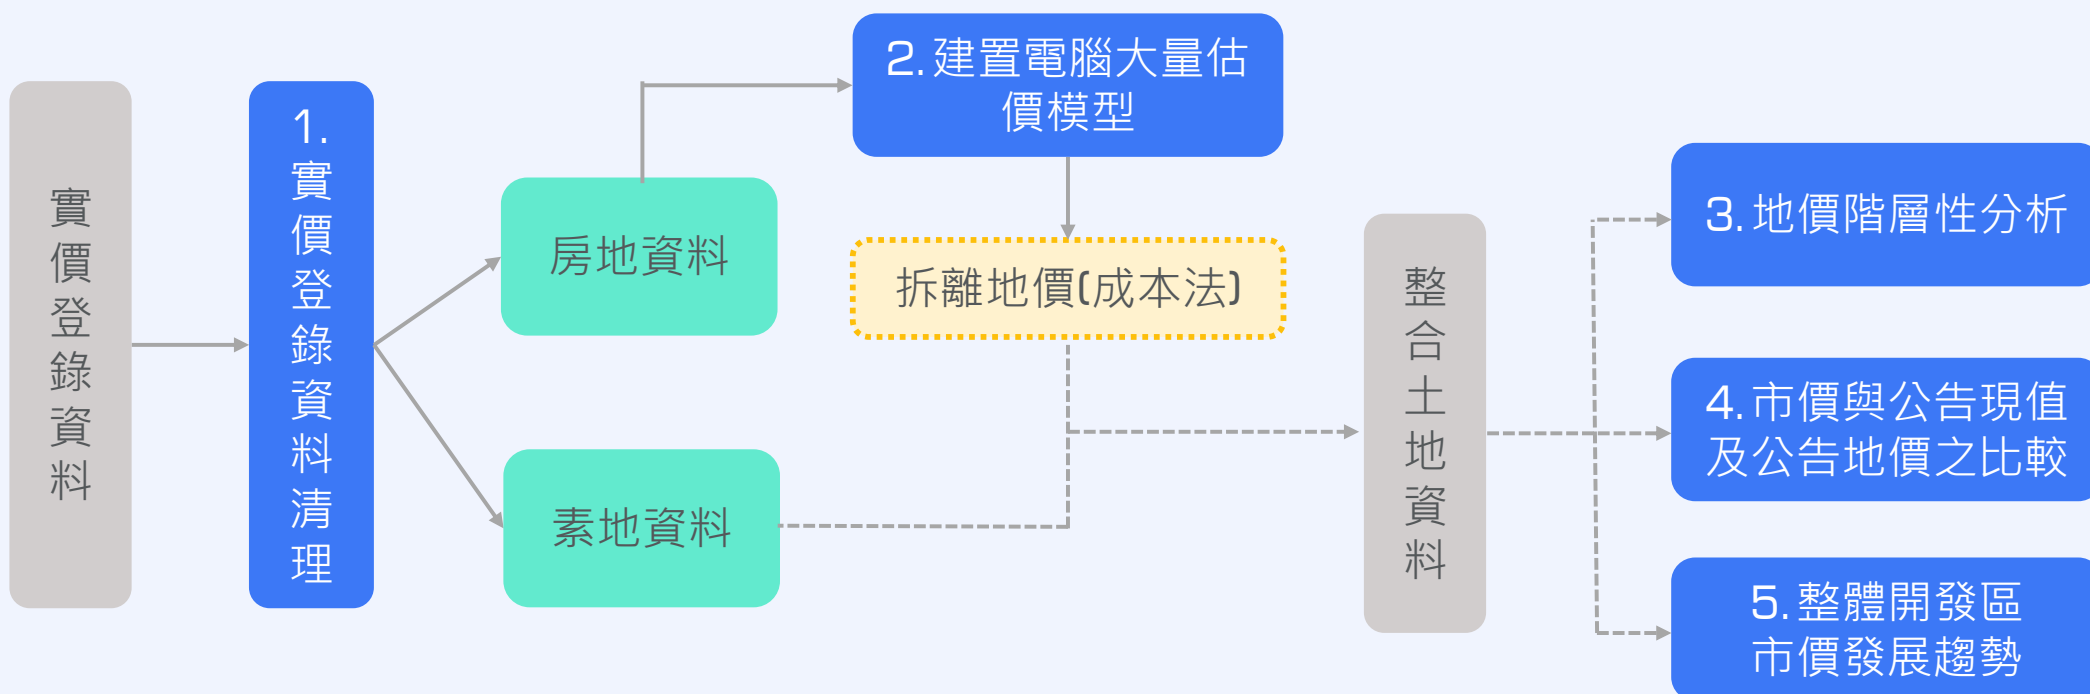 實價登錄資料
1.
實價登錄資料清理
房地資料
素地資料
2. 建置電腦大量估
價模型
拆離地價(成本法)
整合土地資料
3. 地價階層性分析
4. 市價與公告現值
及公告地價之比較
5. 整體開發區
市價發展趨勢